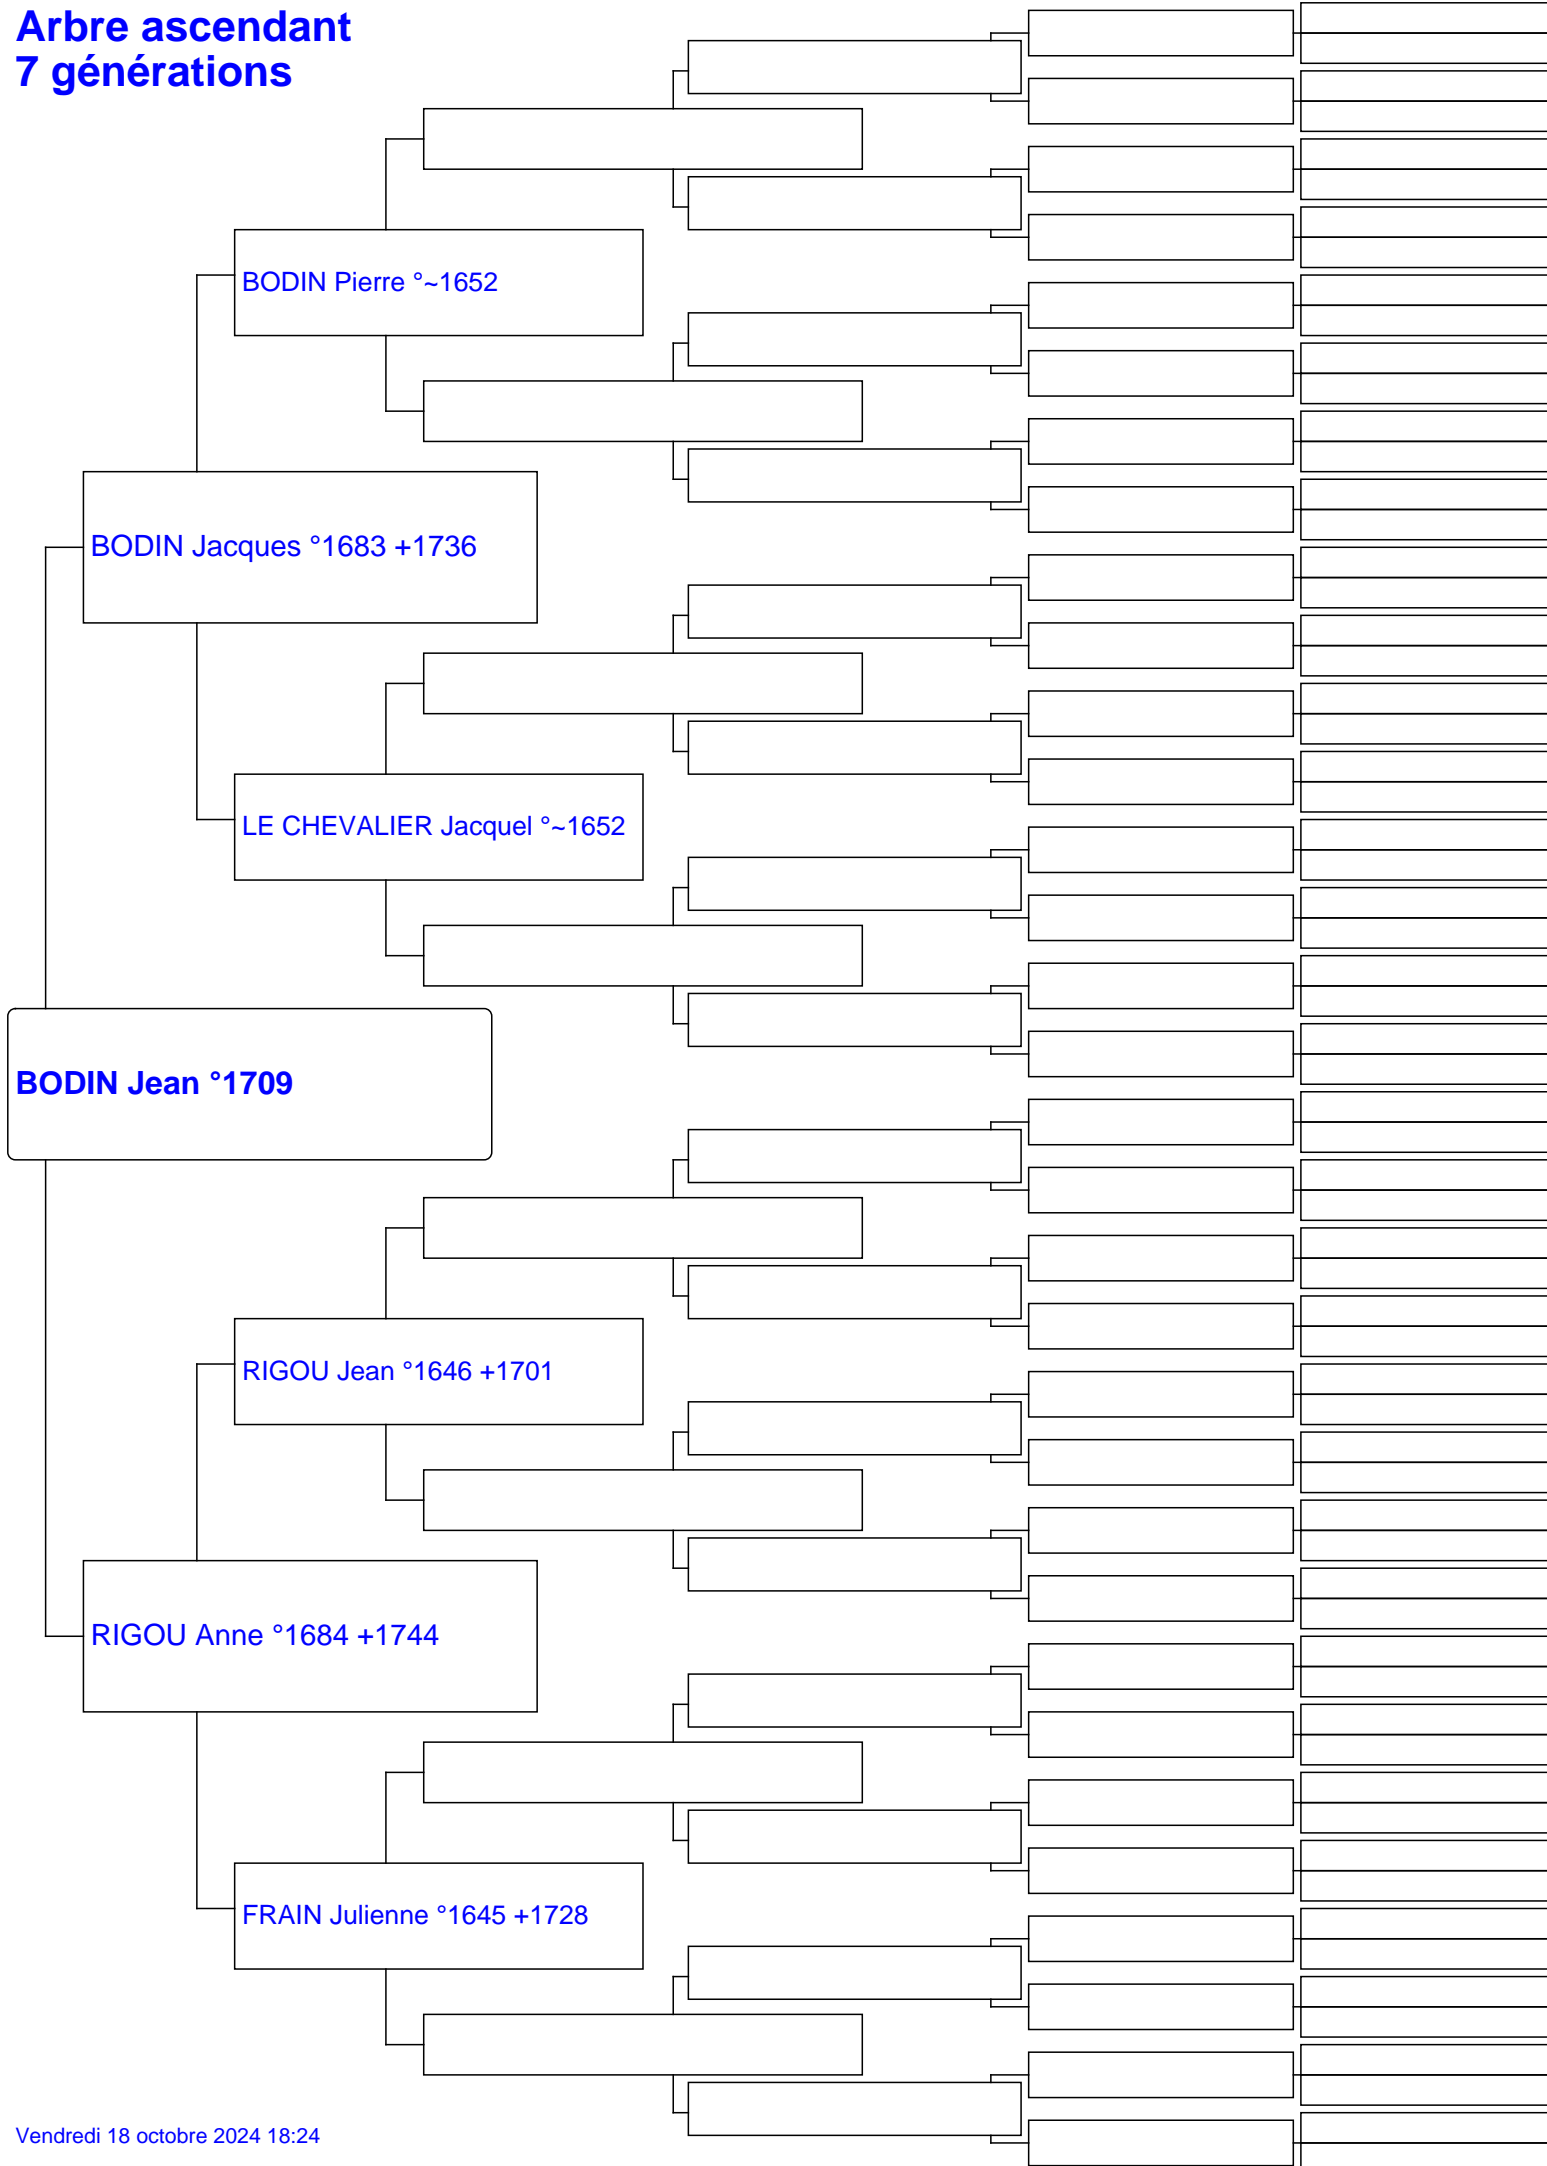 Arbre ascendant
7 générations
BODIN Pierre °~1652
BODIN Jacques °1683 +1736
LE CHEVALIER Jacquel °~1652
BODIN Jean °1709
RIGOU Jean °1646 +1701
RIGOU Anne °1684 +1744
FRAIN Julienne °1645 +1728
Vendredi 18 octobre 2024 18:24